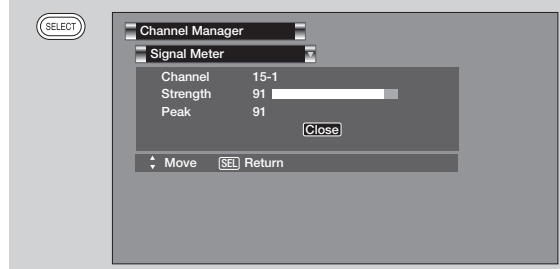 SELECT
Channel Manager
Signal Meter
Channel 15-1
Strength 91
Peak 91
Close
Move SEL Return